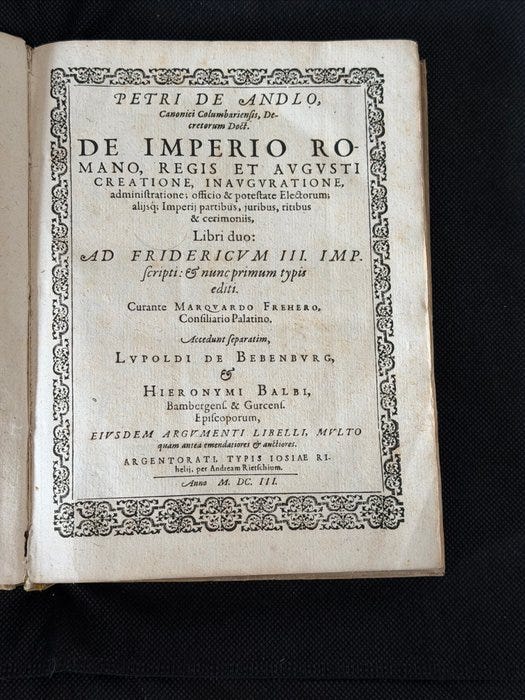 PETRI DE ANDLO,
Canonici Columbariensis, De-
cretorum Doct.
DE IMPERIO RO-
MANO, REGIS ET AVGVSTI
CREATIONE, INAVGVRATIONE,
administratione; officio & potestate Electorum;
alijsq; Imperij partibus, juribus, ritibus
& cerimoniis,
Libri duo:
AD FRIDERICVM III. IMP.
scripti: & nunc primum typis
editi.
Curante MARQVARDO FREHERO,
Consiliario Palatino.
Accedunt separatim,
LVPOLDI DE BEBENBVRG,
&
HIERONYMI BALBI,
Bambergens. & Gurcens.
Episcoporum,
EIVSDEM ARGVMENTI LIBELLI, MVLTO
quam antea emendatiores & auctiores.
ARGENTORATI, TYPIS IOSIAE RI-
helij, per Andream Rietschium.
Anno M. DC. III.